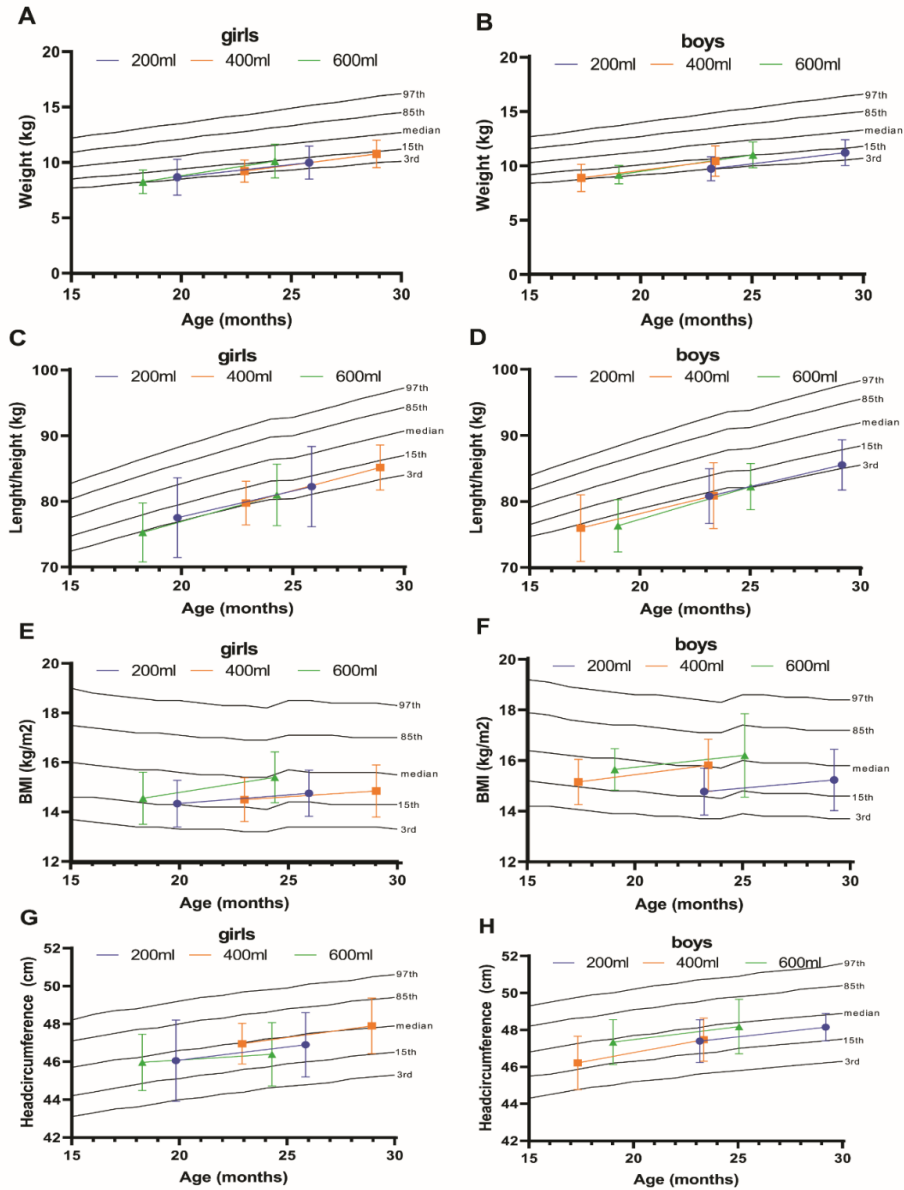 A
girls
200ml 400ml 600ml
Weight (kg)
20
15
10
5
0
97th
85th
median
15th
3rd
15 20 25 30
Age (months)
B
boys
200ml 400ml 600ml
Weight (kg)
20
15
10
5
0
97th
85th
median
15th
3rd
15 20 25 30
Age (months)
C
girls
200ml 400ml 600ml
Lenght/height (kg)
100
90
80
70
97th
85th
median
15th
3rd
15 20 25 30
Age (months)
D
boys
200ml 400ml 600ml
Lenght/height (kg)
100
90
80
70
97th
85th
median
15th
3rd
15 20 25 30
Age (months)
E
girls
200ml 400ml 600ml
BMI (kg/m2)
20
18
16
14
12
97th
85th
median
15th
3rd
15 20 25 30
Age (months)
F
boys
200ml 400ml 600ml
BMI (kg/m2)
20
18
16
14
12
97th
85th
median
15th
3rd
15 20 25 30
Age (months)
G
girls
200ml 400ml 600ml
Headcircumference (cm)
52
50
48
46
44
42
97th
85th
median
15th
3rd
15 20 25 30
Age (months)
H
boys
200ml 400ml 600ml
Headcircumference (cm)
52
50
48
46
44
42
97th
85th
median
15th
3rd
15 20 25 30
Age (months)